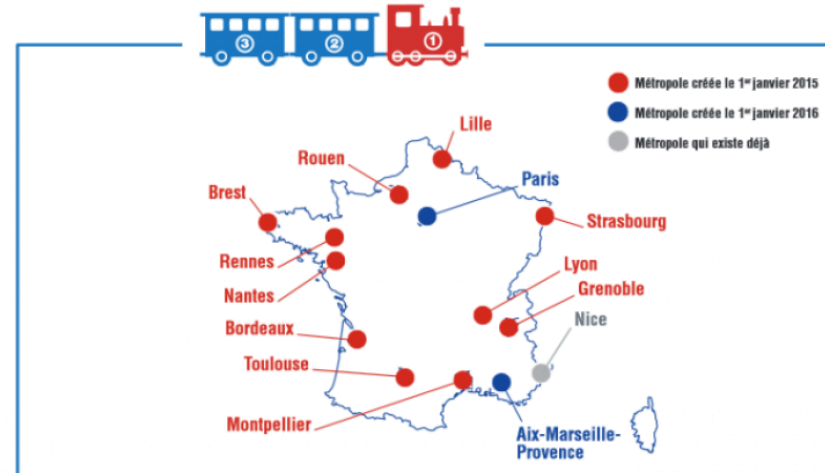 ③ ② ①
Métropole créée le 1er janvier 2015
Métropole créée le 1er janvier 2016
Métropole qui existe déjà
Lille
Rouen
Paris
Brest
Strasbourg
Rennes
Lyon
Nantes
Grenoble
Nice
Bordeaux
Toulouse
Montpellier
Aix-Marseille-
Provence